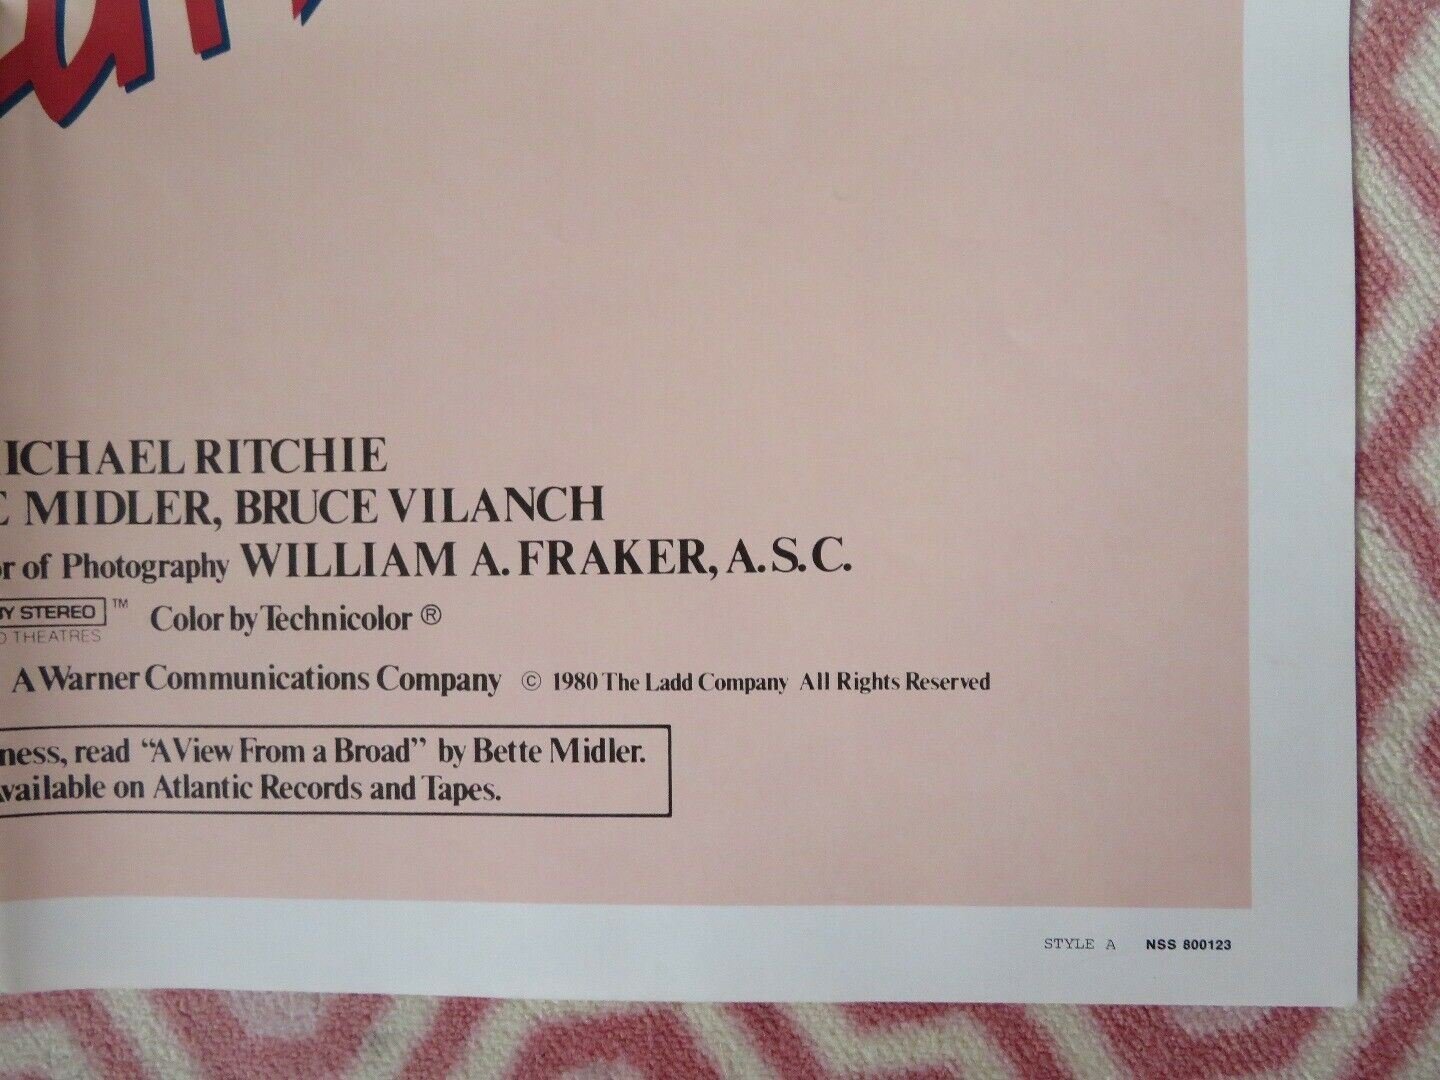 ICHAEL RITCHIE
MIDLER, BRUCE VILANCH
of Photography WILLIAM A. FRAKER, A.S.C.
STEREO ™ Color by Technicolor ®
THEATRES
A Warner Communications Company © 1980 The Ladd Company All Rights Reserved
ness, read “A View From a Broad” by Bette Midler.
vailable on Atlantic Records and Tapes.
STYLE A NSS 800123